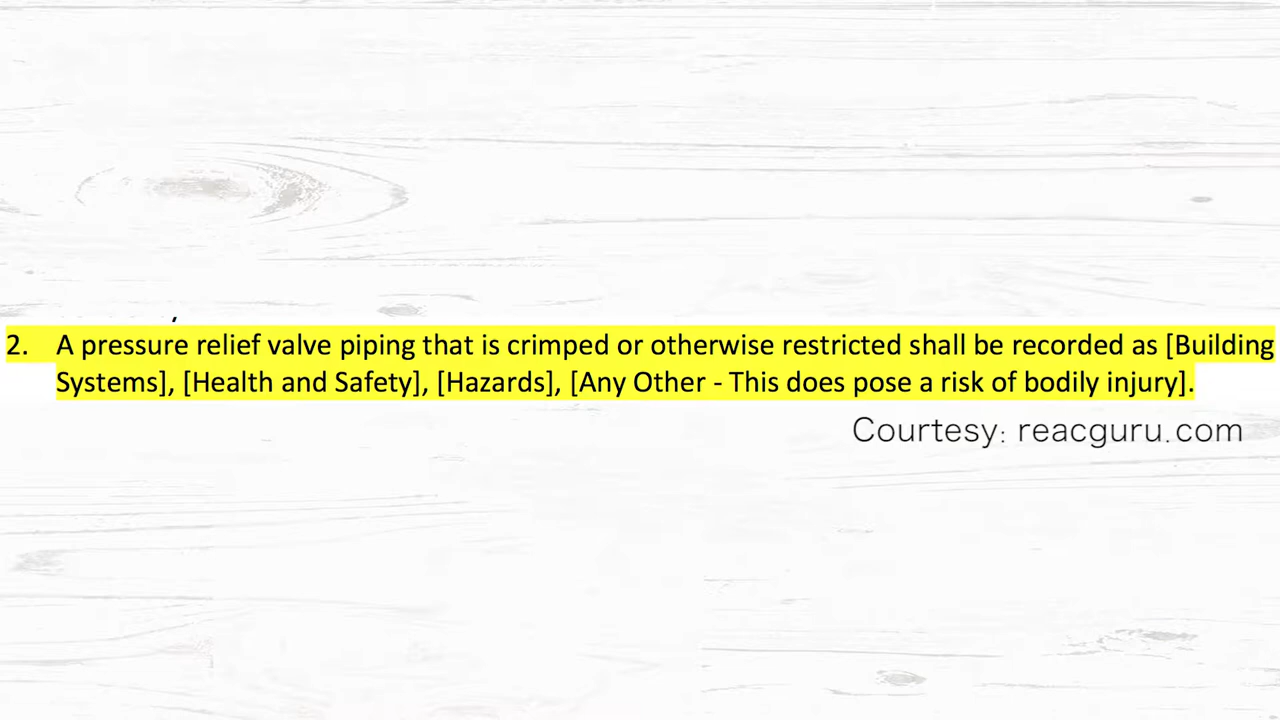 2. A pressure relief valve piping that is crimped or otherwise restricted shall be recorded as [Building
Systems], [Health and Safety], [Hazards], [Any Other - This does pose a risk of bodily injury].
Courtesy: reacguru.com